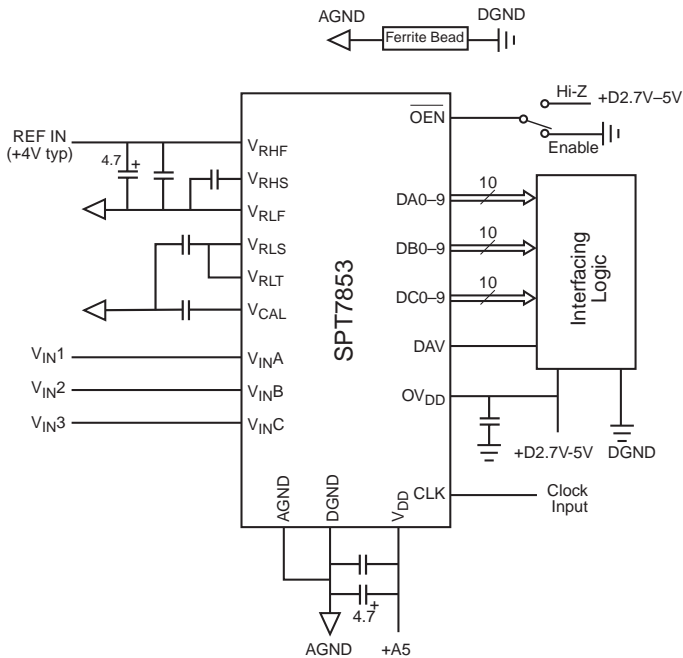 AGND
DGND
Ferrite Bead
Hi-Z
+D2.7V–5V
OEN
Enable
REF IN
(+4V typ)
4.7
+
VRHF
VRHS
VRLF
VRLS
VRLT
VCAL
VIN1
VINA
VIN2
VINB
VIN3
VINC
SPT7853
DA0–9
10
DB0–9
10
DC0–9
10
DAV
OVDD
Interfacing
Logic
+D2.7V-5V
DGND
AGND
DGND
VDD
CLK
Clock
Input
4.7
+
AGND
+A5